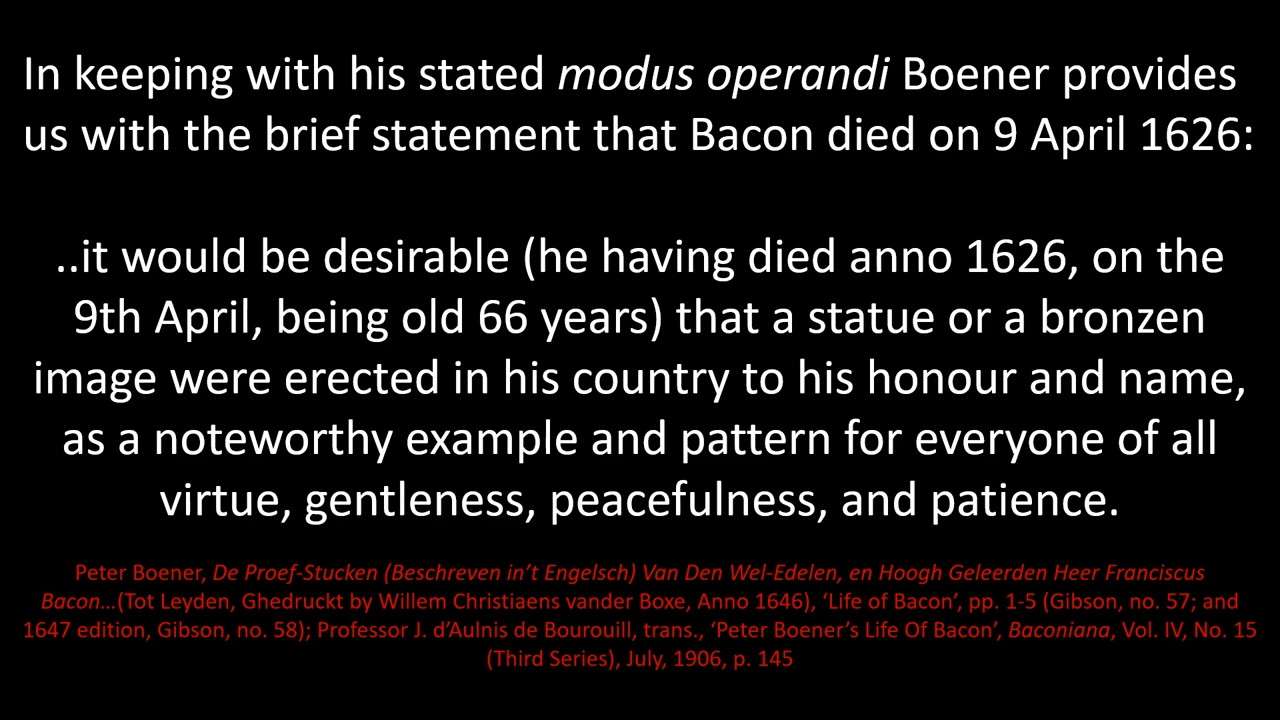 In keeping with his stated modus operandi Boener provides
us with the brief statement that Bacon died on 9 April 1626:
..it would be desirable (he having died anno 1626, on the
9th April, being old 66 years) that a statue or a bronzen
image were erected in his country to his honour and name,
as a noteworthy example and pattern for everyone of all
virtue, gentleness, peacefulness, and patience.
Peter Boener, De Proef-Stucken (Beschreven in’t Engelsch) Van Den Wel-Edelen, en Hoogh Geleerden Heer Franciscus
Bacon…(Tot Leyden, Ghedruckt by Willem Christiaens vander Boxe, Anno 1646), ‘Life of Bacon’, pp. 1-5 (Gibson, no. 57; and
1647 edition, Gibson, no. 58); Professor J. d’Aulnis de Bourouill, trans., ‘Peter Boener’s Life Of Bacon’, Baconiana, Vol. IV, No. 15
(Third Series), July, 1906, p. 145